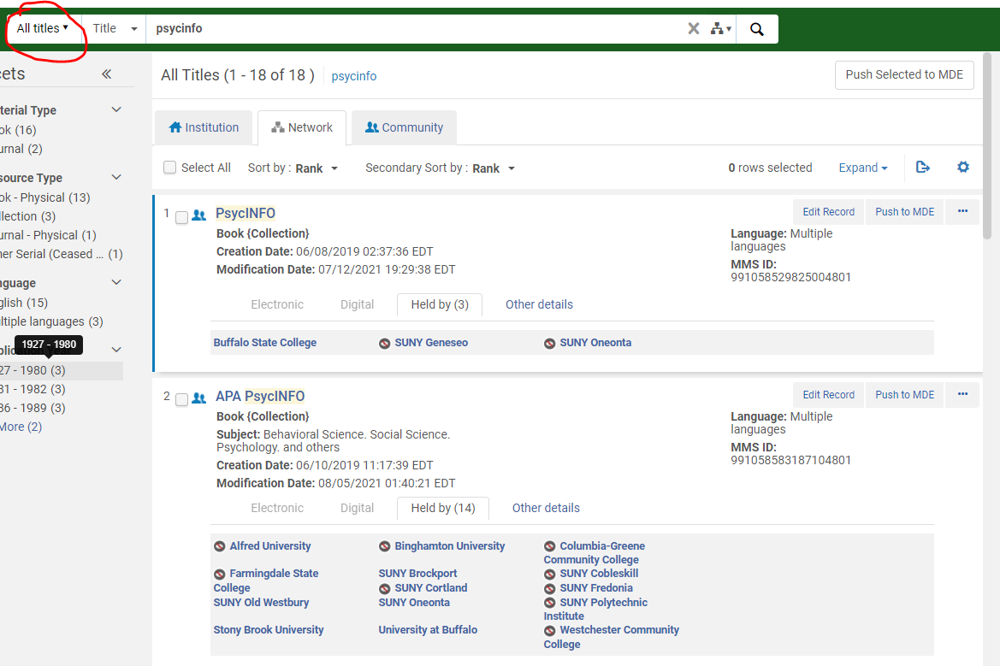 All titles ▾ Title psycinfo
ets
All Titles (1 - 18 of 18 ) psycinfo
Push Selected to MDE
Institution Network Community
Select All Sort by : Rank Secondary Sort by : Rank 0 rows selected Expand
terial Type
ok (16)
urnal (2)
source Type
ok - Physical (13)
llection (3)
urnal - Physical (1)
her Serial (Ceased ... (1)
nguage
glish (15)
ultiple languages (3)
1927 - 1980
27 - 1980 (3)
81 - 1982 (3)
86 - 1989 (3)
More (2)
1 PsycINFO Edit Record Push to MDE ...
Book {Collection}
Creation Date: 06/08/2019 02:37:36 EDT
Modification Date: 07/12/2021 19:29:38 EDT
Language: Multiple
languages
MMS ID:
991058529825004801
Electronic Digital Held by (3) Other details
Buffalo State College SUNY Geneseo SUNY Oneonta
2 APA PsycINFO Edit Record Push to MDE ...
Book {Collection}
Subject: Behavioral Science. Social Science.
Psychology. and others
Creation Date: 06/10/2019 11:17:39 EDT
Modification Date: 08/05/2021 01:40:21 EDT
Language: Multiple
languages
MMS ID:
991058583187104801
Electronic Digital Held by (14) Other details
Alfred University Binghamton University Columbia-Greene
Community College
Farmingdale State SUNY Brockport SUNY Cobleskill
College SUNY Cortland SUNY Fredonia
SUNY Old Westbury SUNY Oneonta SUNY Polytechnic
Institute
Stony Brook University University at Buffalo Westchester Community
College